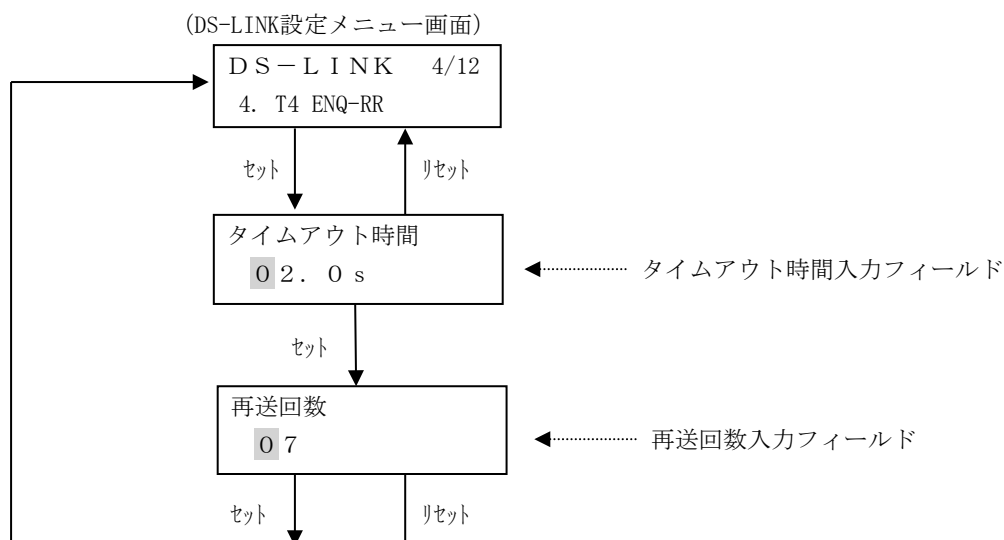 (DS-LINK設定メニュー画面)
ＤＳ－ＬＩＮＫ　4/12
4. T4 ENQ-RR
ｾｯﾄ ﾘｾｯﾄ
タイムアウト時間
０２．０ｓ
タイムアウト時間入力フィールド
ｾｯﾄ
再送回数
０７
再送回数入力フィールド
ｾｯﾄ ﾘｾｯﾄ